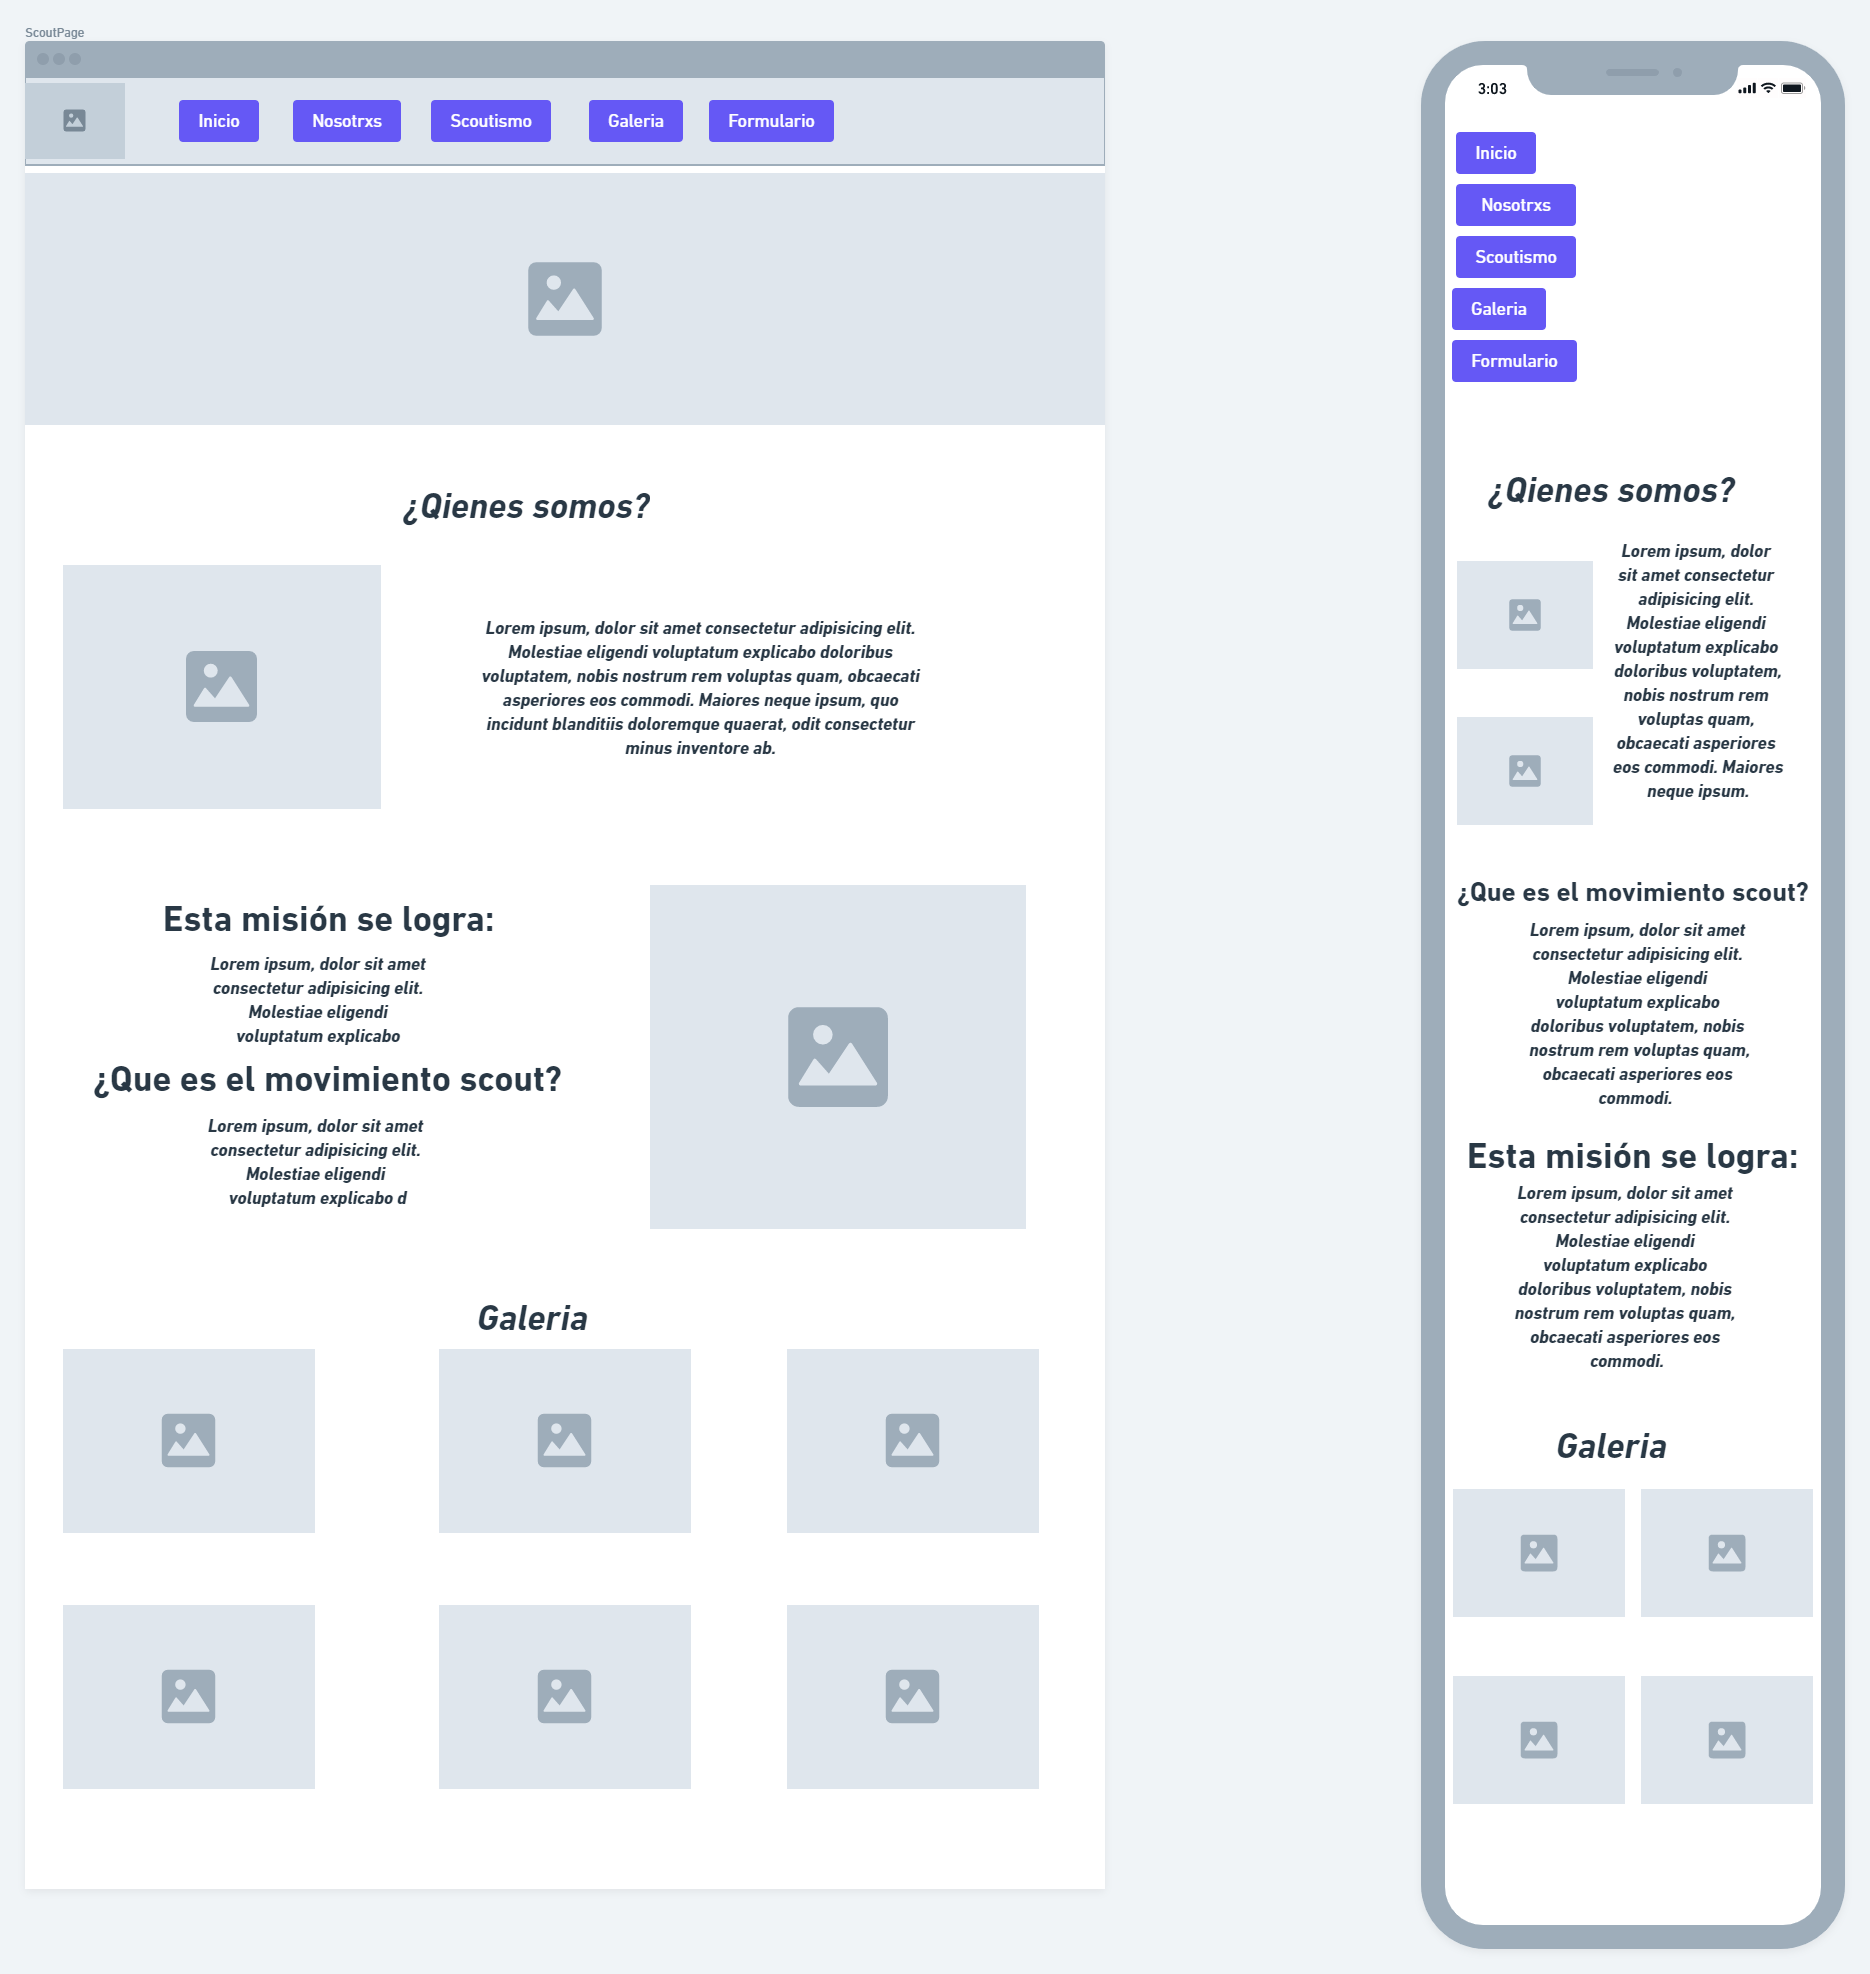 ScoutPage
Inicio
Nosotrxs
Scoutismo
Galeria
Formulario
¿Qienes somos?
Lorem ipsum, dolor sit amet consectetur adipisicing elit.
Molestiae eligendi voluptatum explicabo doloribus
voluptatem, nobis nostrum rem voluptas quam, obcaecati
asperiores eos commodi. Maiores neque ipsum, quo
incidunt blanditiis doloremque quaerat, odit consectetur
minus inventore ab.
Esta misión se logra:
Lorem ipsum, dolor sit amet
consectetur adipisicing elit.
Molestiae eligendi
voluptatum explicabo
¿Que es el movimiento scout?
Lorem ipsum, dolor sit amet
consectetur adipisicing elit.
Molestiae eligendi
voluptatum explicabo d
Galeria
3:03
Inicio
Nosotrxs
Scoutismo
Galeria
Formulario
¿Qienes somos?
Lorem ipsum, dolor
sit amet consectetur
adipisicing elit.
Molestiae eligendi
voluptatum explicabo
doloribus voluptatem,
nobis nostrum rem
voluptas quam,
obcaecati asperiores
eos commodi. Maiores
neque ipsum.
¿Que es el movimiento scout?
Lorem ipsum, dolor sit amet
consectetur adipisicing elit.
Molestiae eligendi
voluptatum explicabo
doloribus voluptatem, nobis
nostrum rem voluptas quam,
obcaecati asperiores eos
commodi.
Esta misión se logra:
Lorem ipsum, dolor sit amet
consectetur adipisicing elit.
Molestiae eligendi
voluptatum explicabo
doloribus voluptatem, nobis
nostrum rem voluptas quam,
obcaecati asperiores eos
commodi.
Galeria